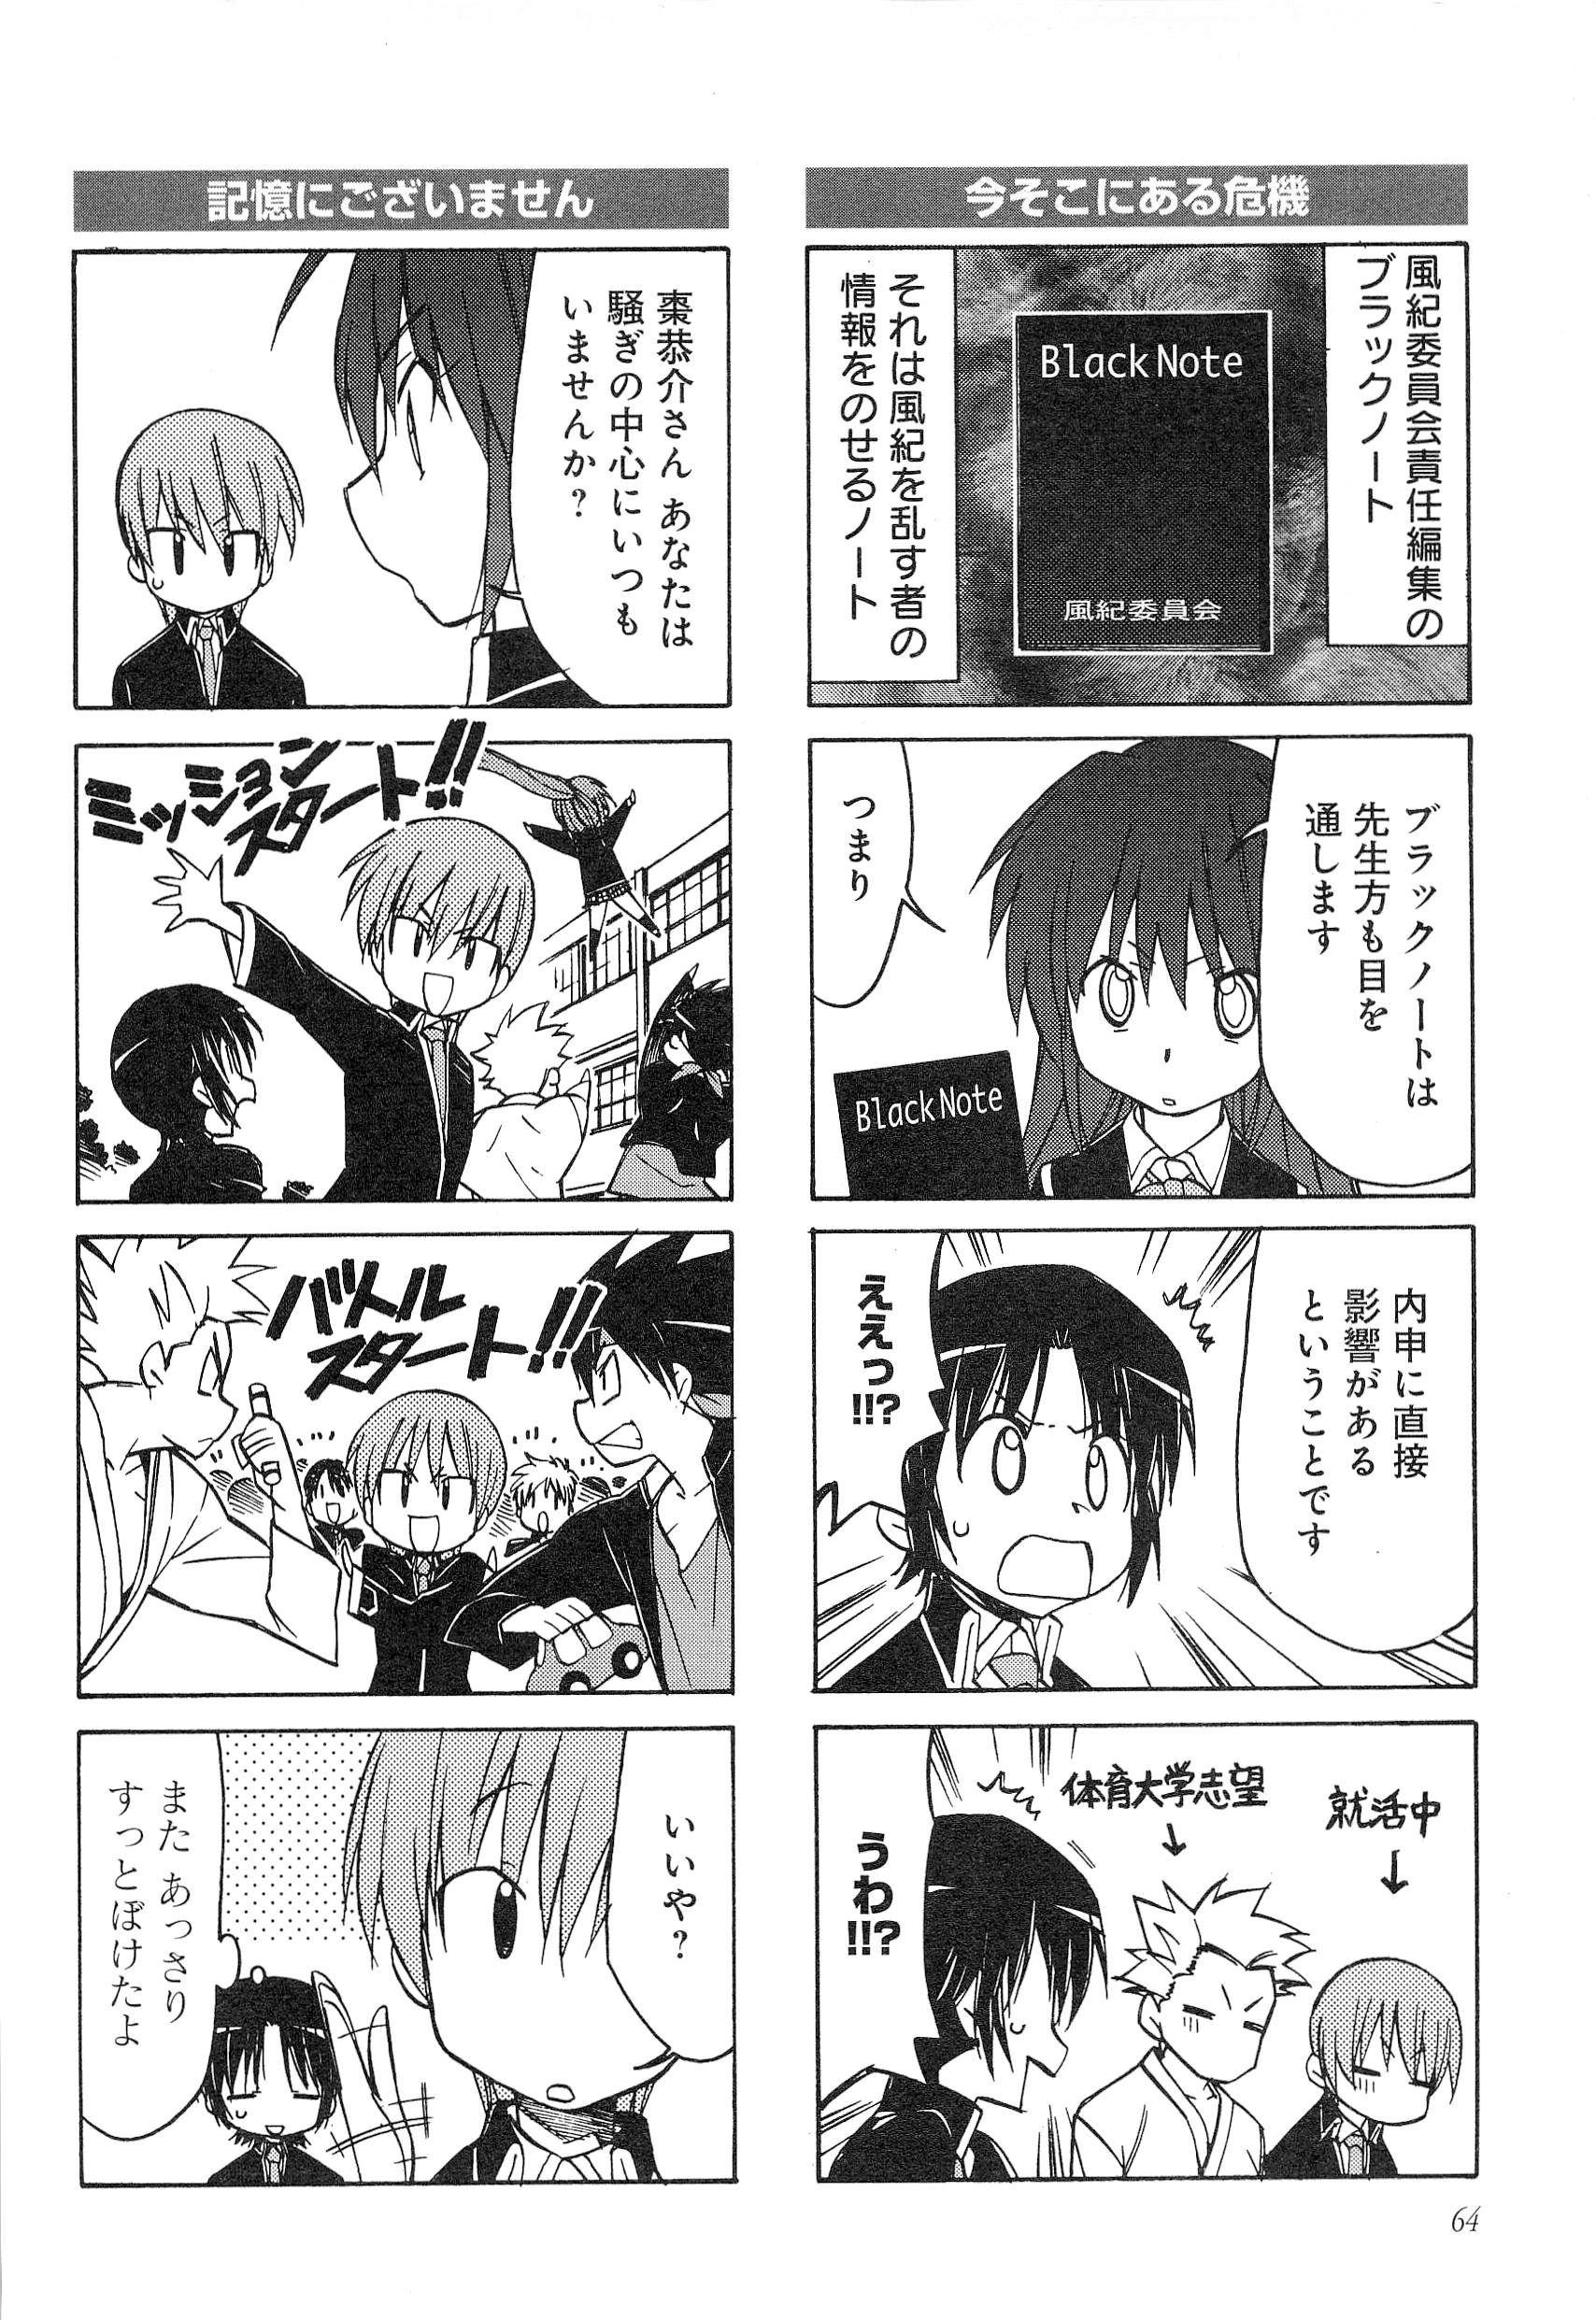 今そこにある危機
風紀委員会責任編集の
ブラックノート
Black Note
風紀委員会
それは風紀を乱す者の
情報をのせるノート
ブラックノートは
先生方も目を
通します
つまり
Black Note
内申に直接
影響がある
ということです
ええっ!!?
就活中
体育大学志望
うわ!!?
記憶にございません
棗恭介さん あなたは
騒ぎの中心にいつも
いませんか?
ミッション
スタート!!
バトル
スタート!!
いいや?
また あっさり
すっとぼけたよ
64